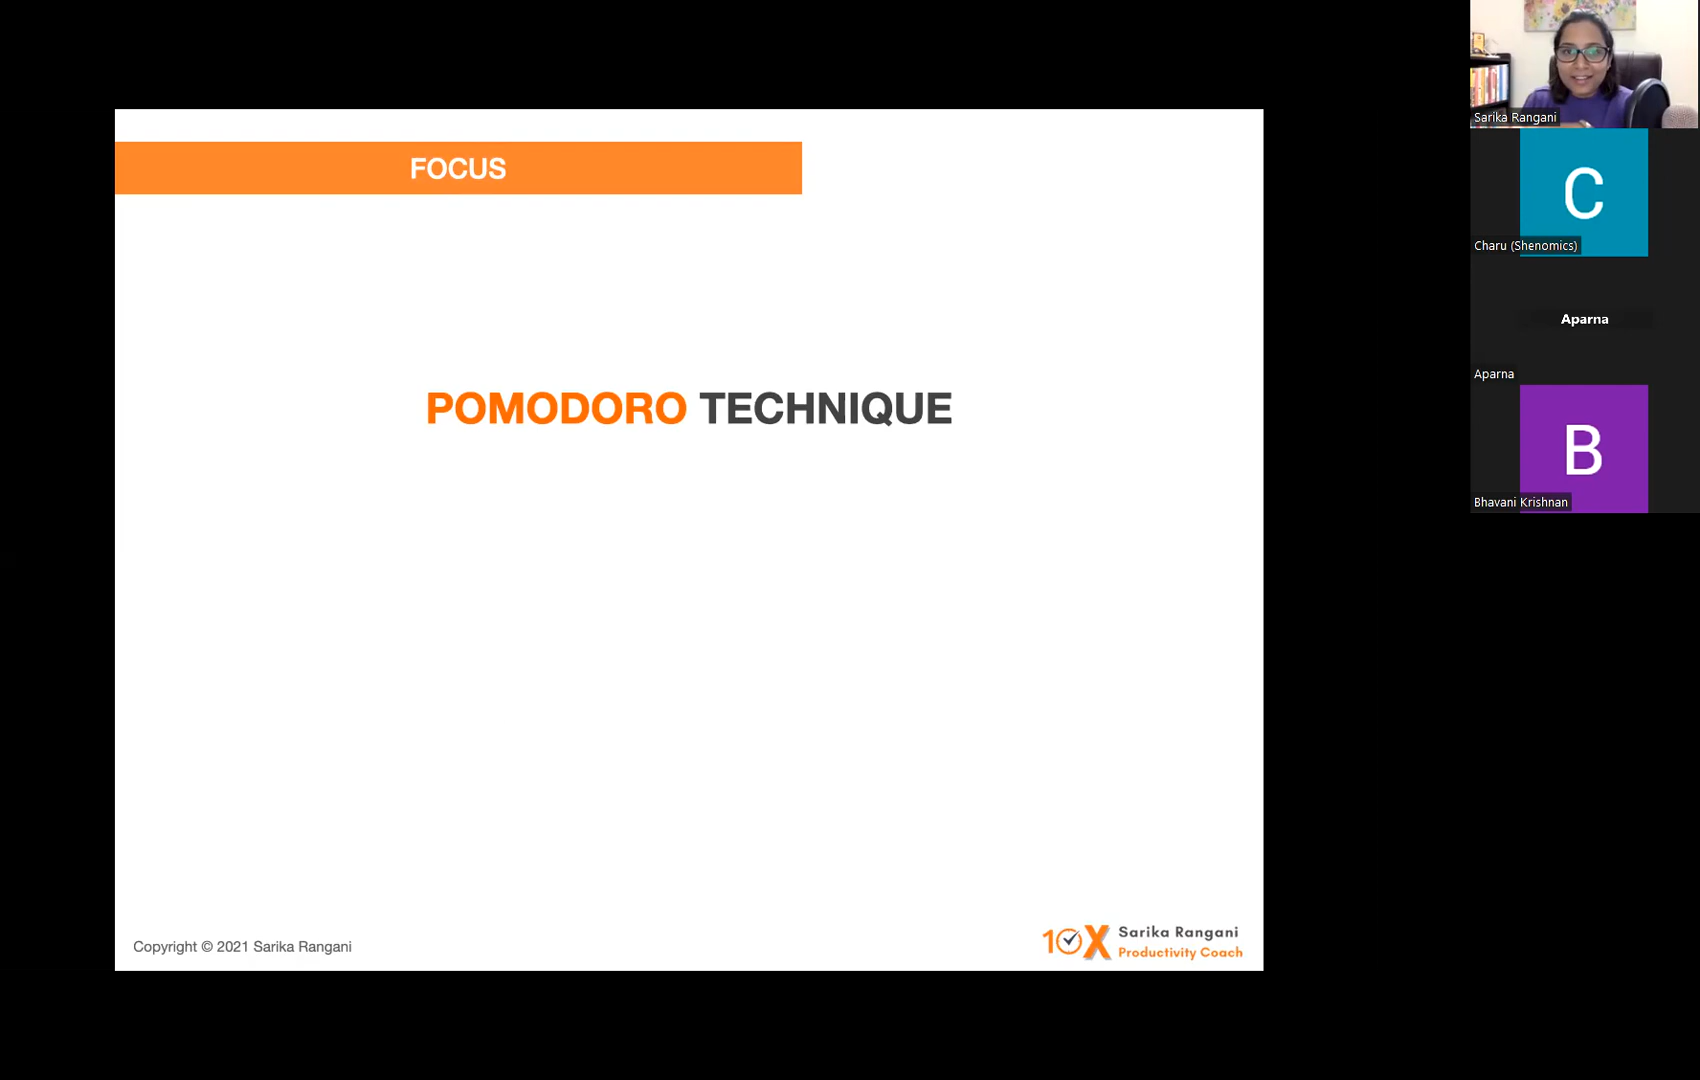 FOCUS
POMODORO TECHNIQUE
Copyright © 2021 Sarika Rangani
10X
Sarika Rangani
Productivity Coach
Sarika Rangani
C
Charu (Shenomics)
Aparna
Aparna
B
Bhavani Krishnan